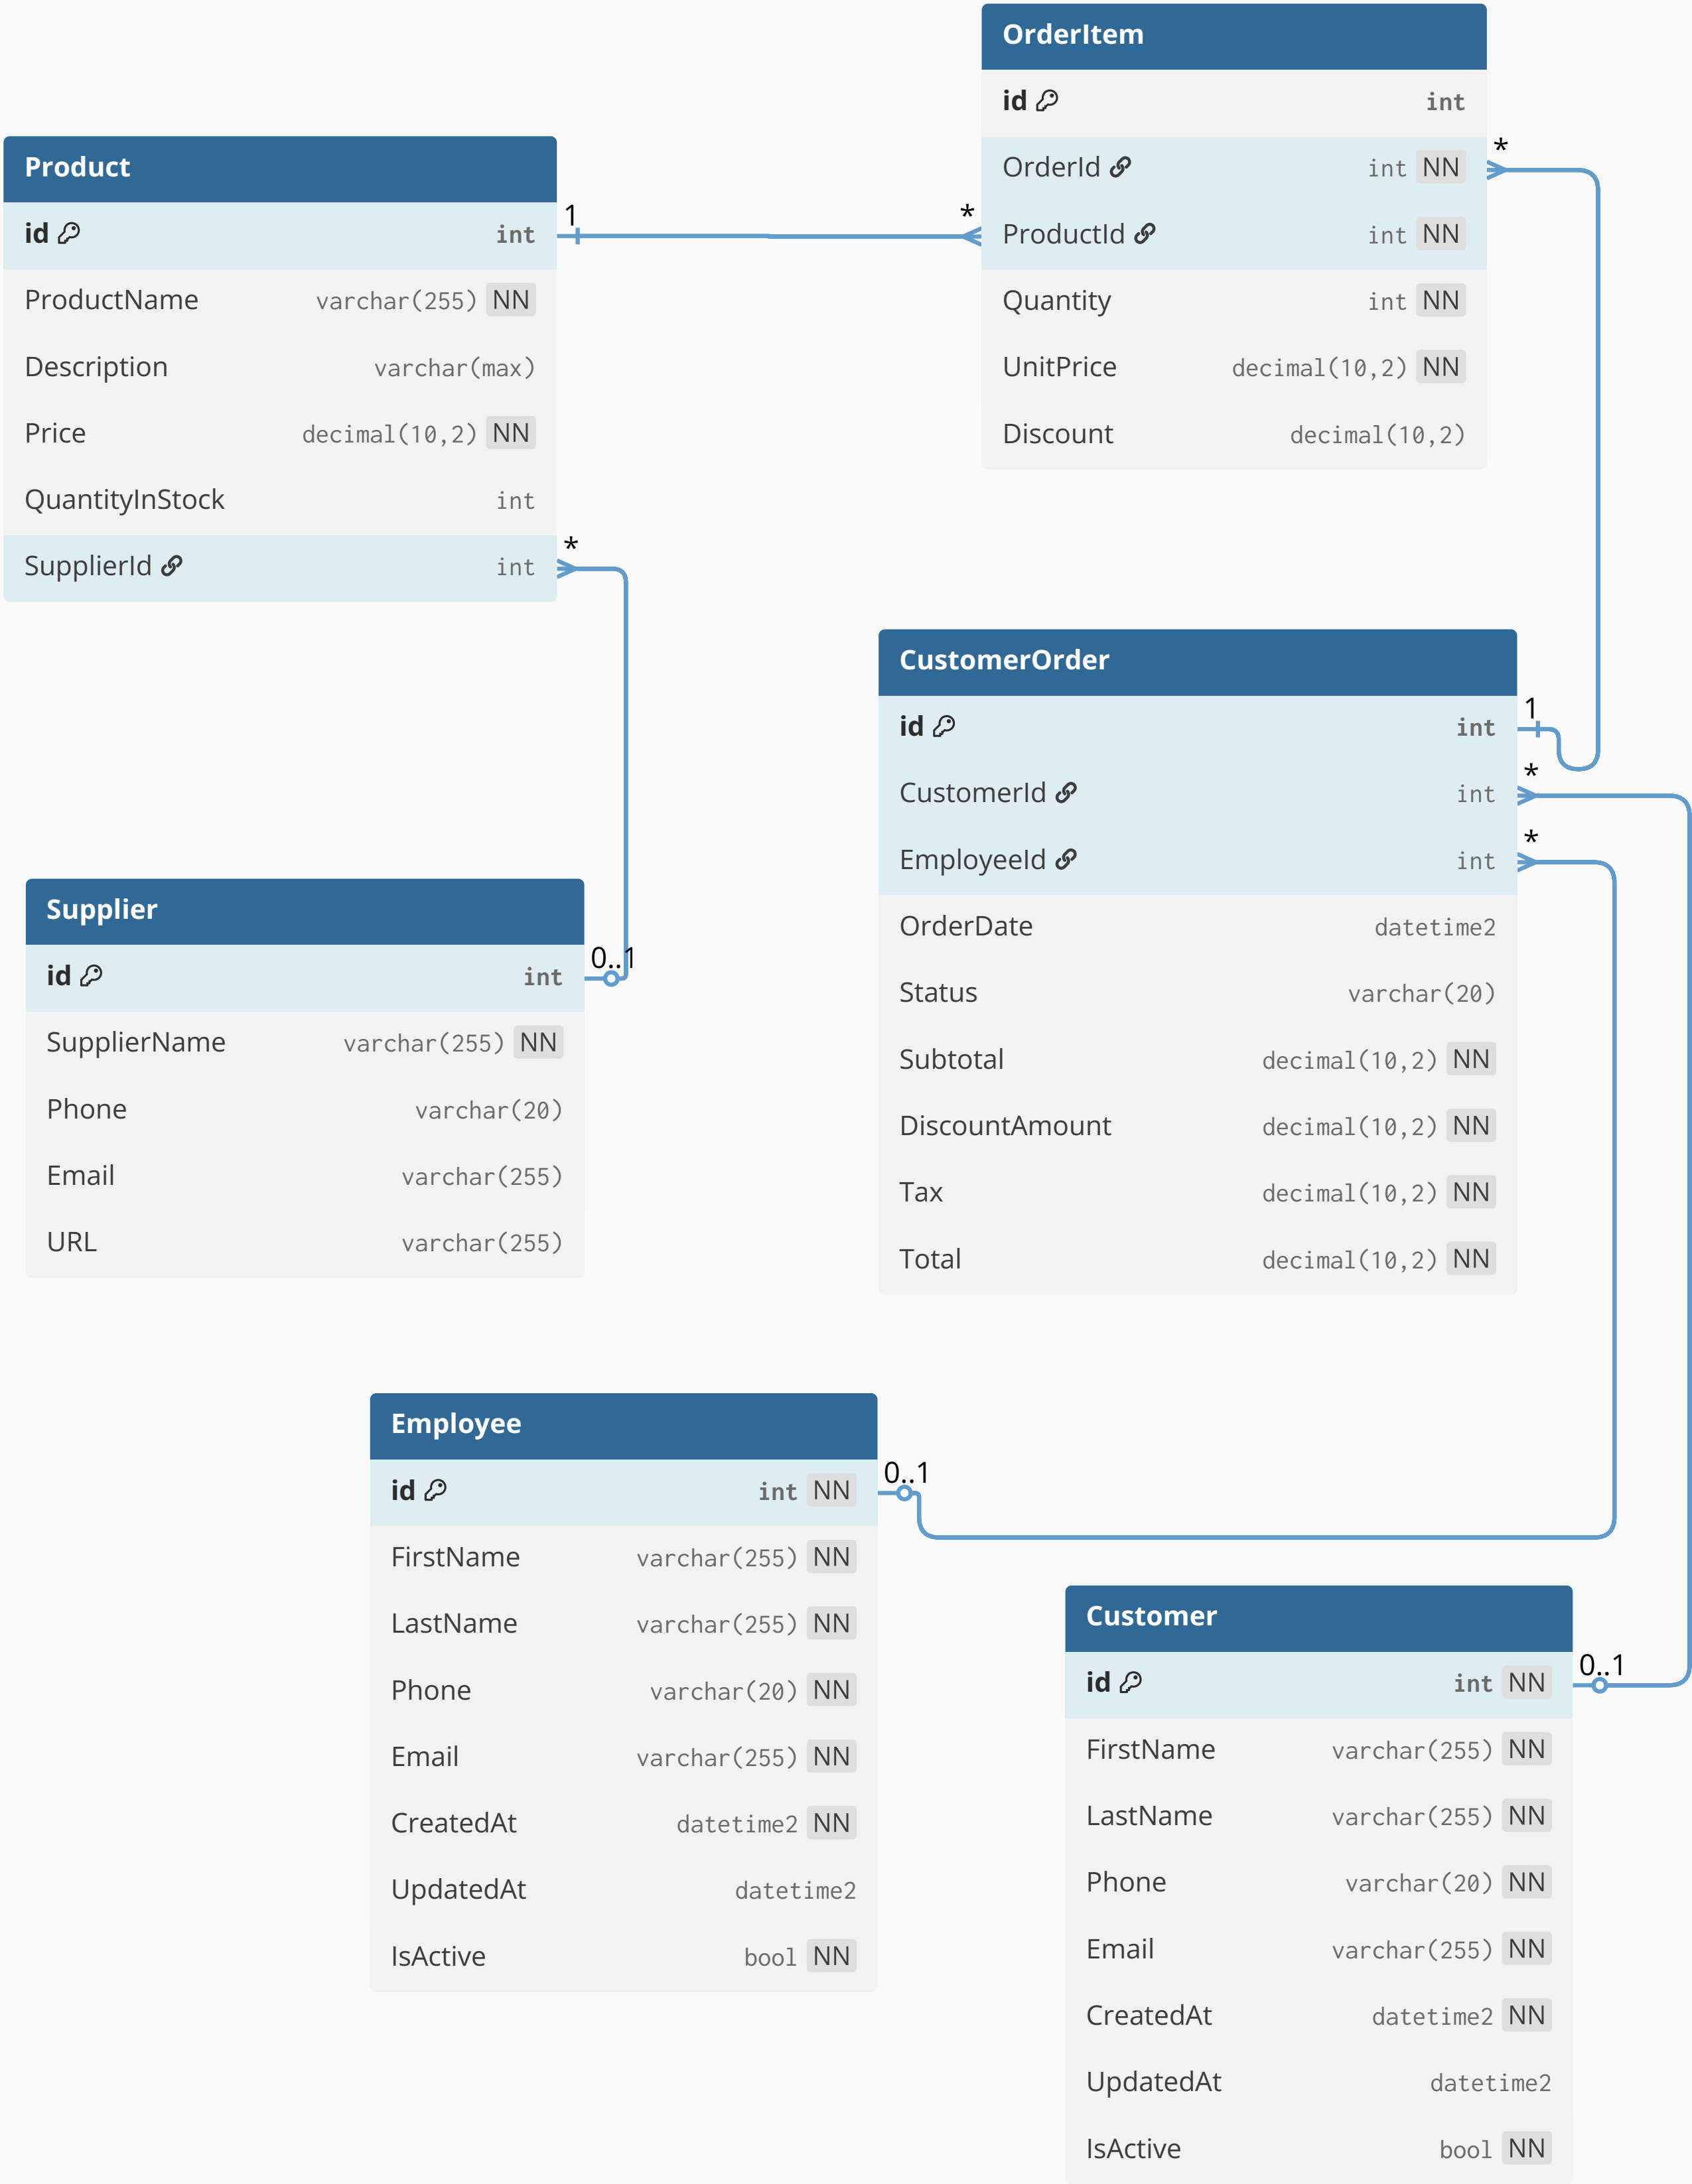 OrderItem
id int
OrderId int NN
ProductId int NN
Quantity int NN
UnitPrice decimal(10,2) NN
Discount decimal(10,2)
*
*
Product
id int
ProductName varchar(255) NN
Description varchar(max)
Price decimal(10,2) NN
QuantityInStock int
SupplierId int
1
*
CustomerOrder
id int
CustomerId int
EmployeeId int
OrderDate datetime2
Status varchar(20)
Subtotal decimal(10,2) NN
DiscountAmount decimal(10,2) NN
Tax decimal(10,2) NN
Total decimal(10,2) NN
1
*
*
Supplier
id int
SupplierName varchar(255) NN
Phone varchar(20)
Email varchar(255)
URL varchar(255)
0..1
Employee
id int NN
FirstName varchar(255) NN
LastName varchar(255) NN
Phone varchar(20) NN
Email varchar(255) NN
CreatedAt datetime2 NN
UpdatedAt datetime2
IsActive bool NN
0..1
Customer
id int NN
FirstName varchar(255) NN
LastName varchar(255) NN
Phone varchar(20) NN
Email varchar(255) NN
CreatedAt datetime2 NN
UpdatedAt datetime2
IsActive bool NN
0..1